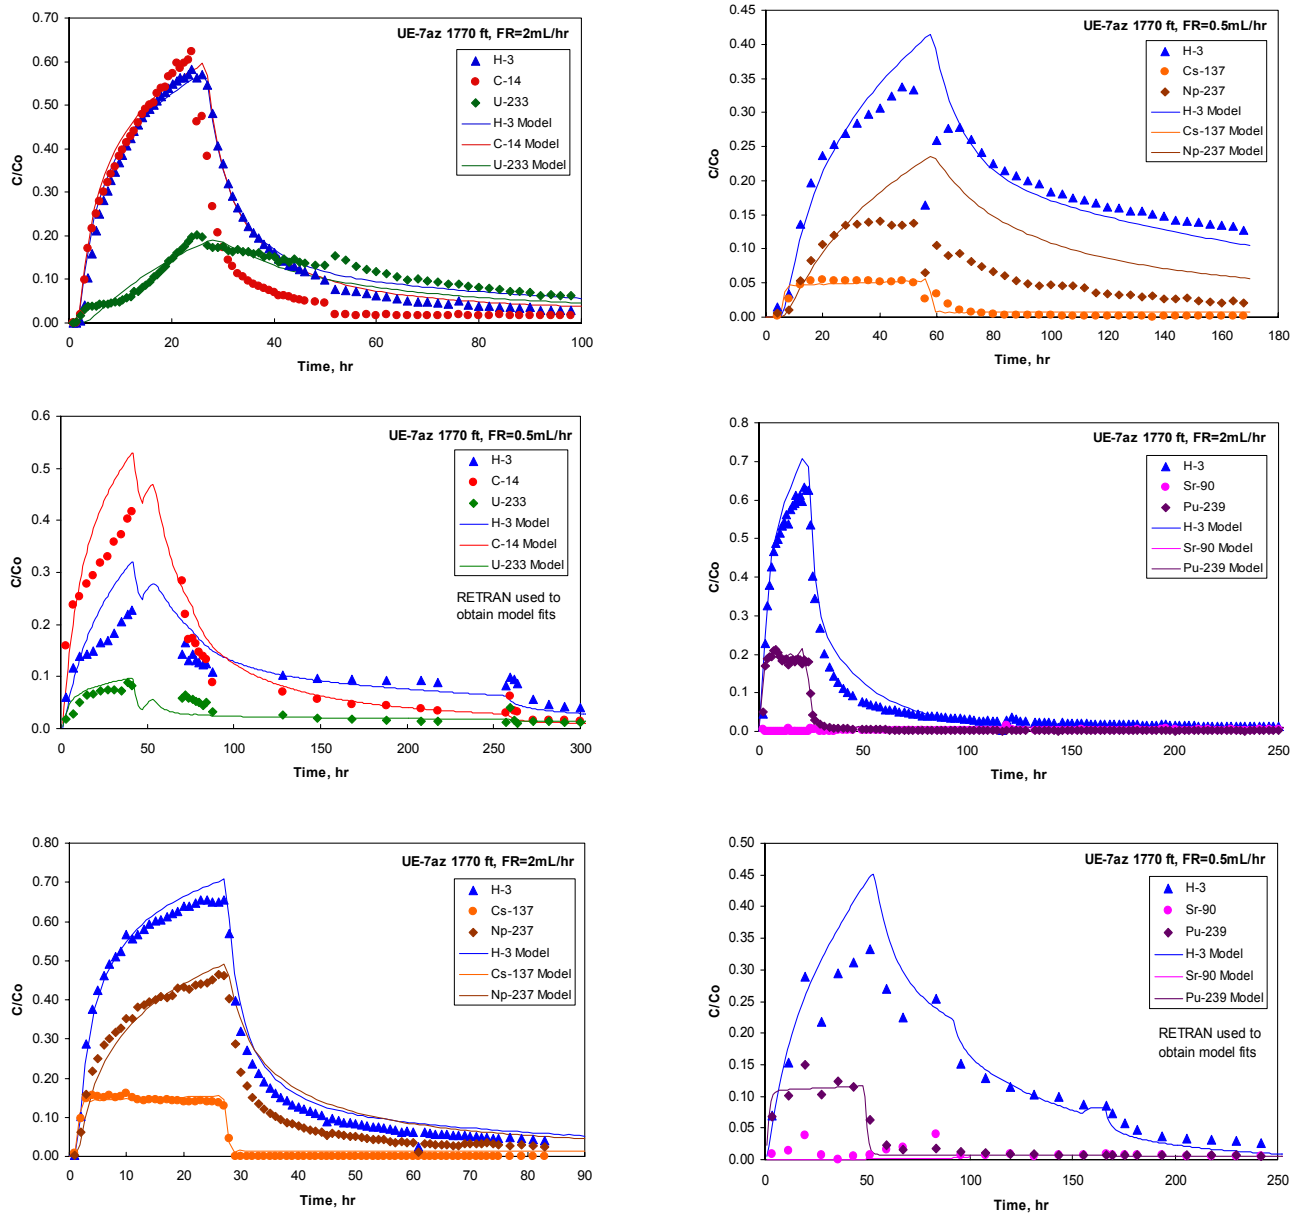 UE-7az 1770 ft, FR=2mL/hr
H-3
C-14
U-233
H-3 Model
C-14 Model
U-233 Model
C/Co
0.70
0.60
0.50
0.40
0.30
0.20
0.10
0.00
0 20 40 60 80 100
Time, hr
UE-7az 1770 ft, FR=0.5mL/hr
H-3
Cs-137
Np-237
H-3 Model
Cs-137 Model
Np-237 Model
C/Co
0.45
0.40
0.35
0.30
0.25
0.20
0.15
0.10
0.05
0.00
0 20 40 60 80 100 120 140 160 180
Time, hr
UE-7az 1770 ft, FR=0.5mL/hr
H-3
C-14
U-233
H-3 Model
C-14 Model
U-233 Model
RETRAN used to
obtain model fits
C/Co
0.6
0.5
0.4
0.3
0.2
0.1
0.0
0 50 100 150 200 250 300
Time, hr
UE-7az 1770 ft, FR=2mL/hr
H-3
Sr-90
Pu-239
H-3 Model
Sr-90 Model
Pu-239 Model
C/Co
0.8
0.7
0.6
0.5
0.4
0.3
0.2
0.1
0.0
0 50 100 150 200 250
Time, hr
UE-7az 1770 ft, FR=2mL/hr
H-3
Cs-137
Np-237
H-3 Model
Cs-137 Model
Np-237 Model
C/Co
0.80
0.70
0.60
0.50
0.40
0.30
0.20
0.10
0.00
0 10 20 30 40 50 60 70 80 90
Time, hr
UE-7az 1770 ft, FR=0.5mL/hr
H-3
Sr-90
Pu-239
H-3 Model
Sr-90 Model
Pu-239 Model
RETRAN used to
obtain model fits
C/Co
0.50
0.45
0.40
0.35
0.30
0.25
0.20
0.15
0.10
0.05
0.00
0 50 100 150 200 250
Time, hr